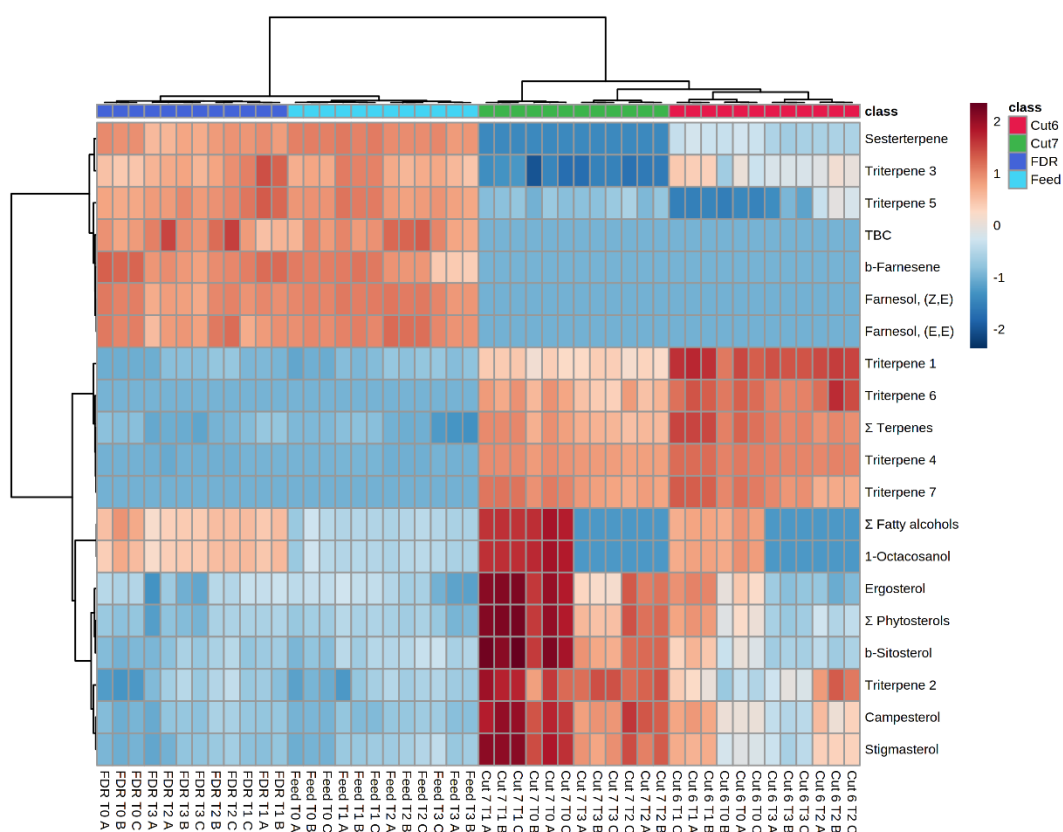 class
Sesterterpene
Triterpene 3
Triterpene 5
TBC
b-Farnesene
Farnesol, (Z,E)
Farnesol, (E,E)
Triterpene 1
Triterpene 6
Σ Terpenes
Triterpene 4
Triterpene 7
Σ Fatty alcohols
1-Octacosanol
Ergosterol
Σ Phytosterols
b-Sitosterol
Triterpene 2
Campesterol
Stigmasterol
2
1
0
-1
-2
class
Cut6
Cut7
FDR
Feed
FDR T0 A
FDR T0 B
FDR T0 C
FDR T3 A
FDR T2 A
FDR T3 B
FDR T3 C
FDR T2 B
FDR T2 C
FDR T1 C
FDR T1 A
FDR T1 B
Feed T0 A
Feed T0 B
Feed T0 C
Feed T1 A
Feed T1 B
Feed T1 C
Feed T2 A
Feed T2 B
Feed T2 C
Feed T3 C
Feed T3 A
Feed T3 B
Cut 7 T1 A
Cut 7 T1 B
Cut 7 T1 C
Cut 7 T0 B
Cut 7 T0 A
Cut 7 T0 C
Cut 7 T3 A
Cut 7 T3 B
Cut 7 T3 C
Cut 7 T2 C
Cut 7 T2 A
Cut 7 T2 B
Cut 6 T1 C
Cut 6 T1 A
Cut 6 T1 B
Cut 6 T0 B
Cut 6 T0 A
Cut 6 T0 C
Cut 6 T3 A
Cut 6 T3 B
Cut 6 T3 C
Cut 6 T2 A
Cut 6 T2 B
Cut 6 T2 C